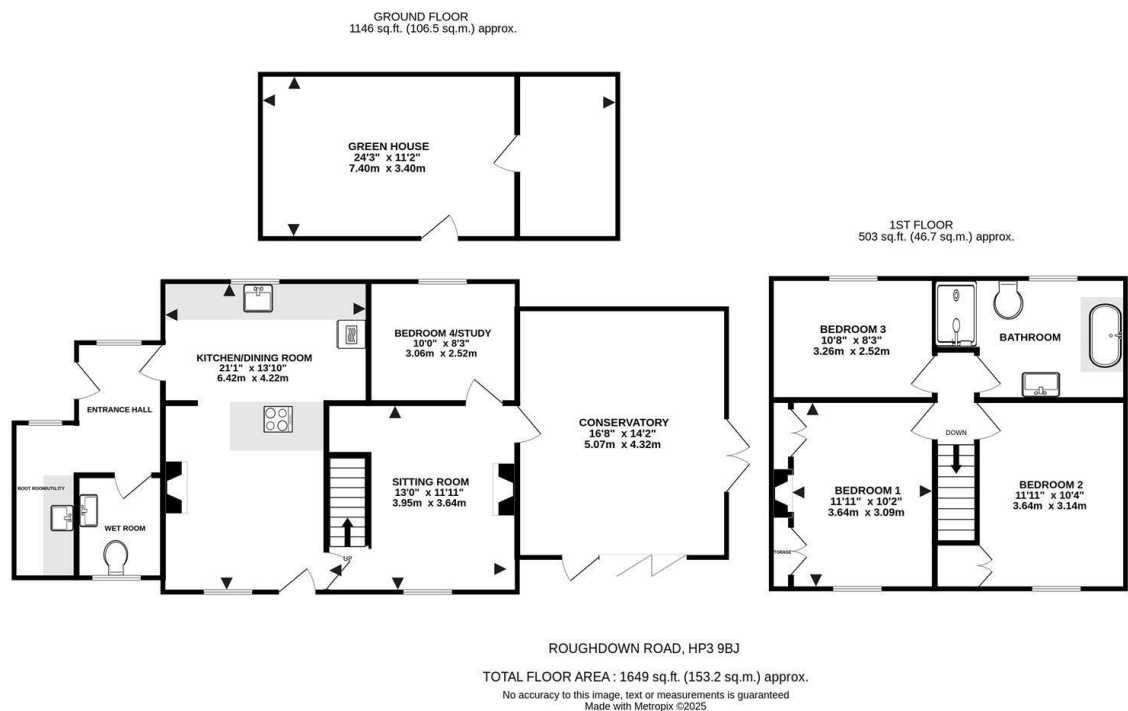 GROUND FLOOR
1146 sq.ft. (106.5 sq.m.) approx.
GREEN HOUSE
24'3" x 11'2"
7.40m x 3.40m
1ST FLOOR
503 sq.ft. (46.7 sq.m.) approx.
KITCHEN/DINING ROOM
21'1" x 13'10"
6.42m x 4.22m
BEDROOM 4/STUDY
10'0" x 8'3"
3.06m x 2.52m
ENTRANCE HALL
CONSERVATORY
16'8" x 14'2"
5.07m x 4.32m
BOOT ROOM/UTILITY
WET ROOM
SITTING ROOM
13'0" x 11'11"
3.95m x 3.64m
UP
BEDROOM 3
10'8" x 8'3"
3.26m x 2.52m
BATHROOM
DOWN
BEDROOM 1
11'11" x 10'2"
3.64m x 3.09m
BEDROOM 2
11'11" x 10'4"
3.64m x 3.14m
ROUGHDOWN ROAD, HP3 9BJ
TOTAL FLOOR AREA : 1649 sq.ft. (153.2 sq.m.) approx.
No accuracy to this image, text or measurements is guaranteed
Made with Metropix ©2025